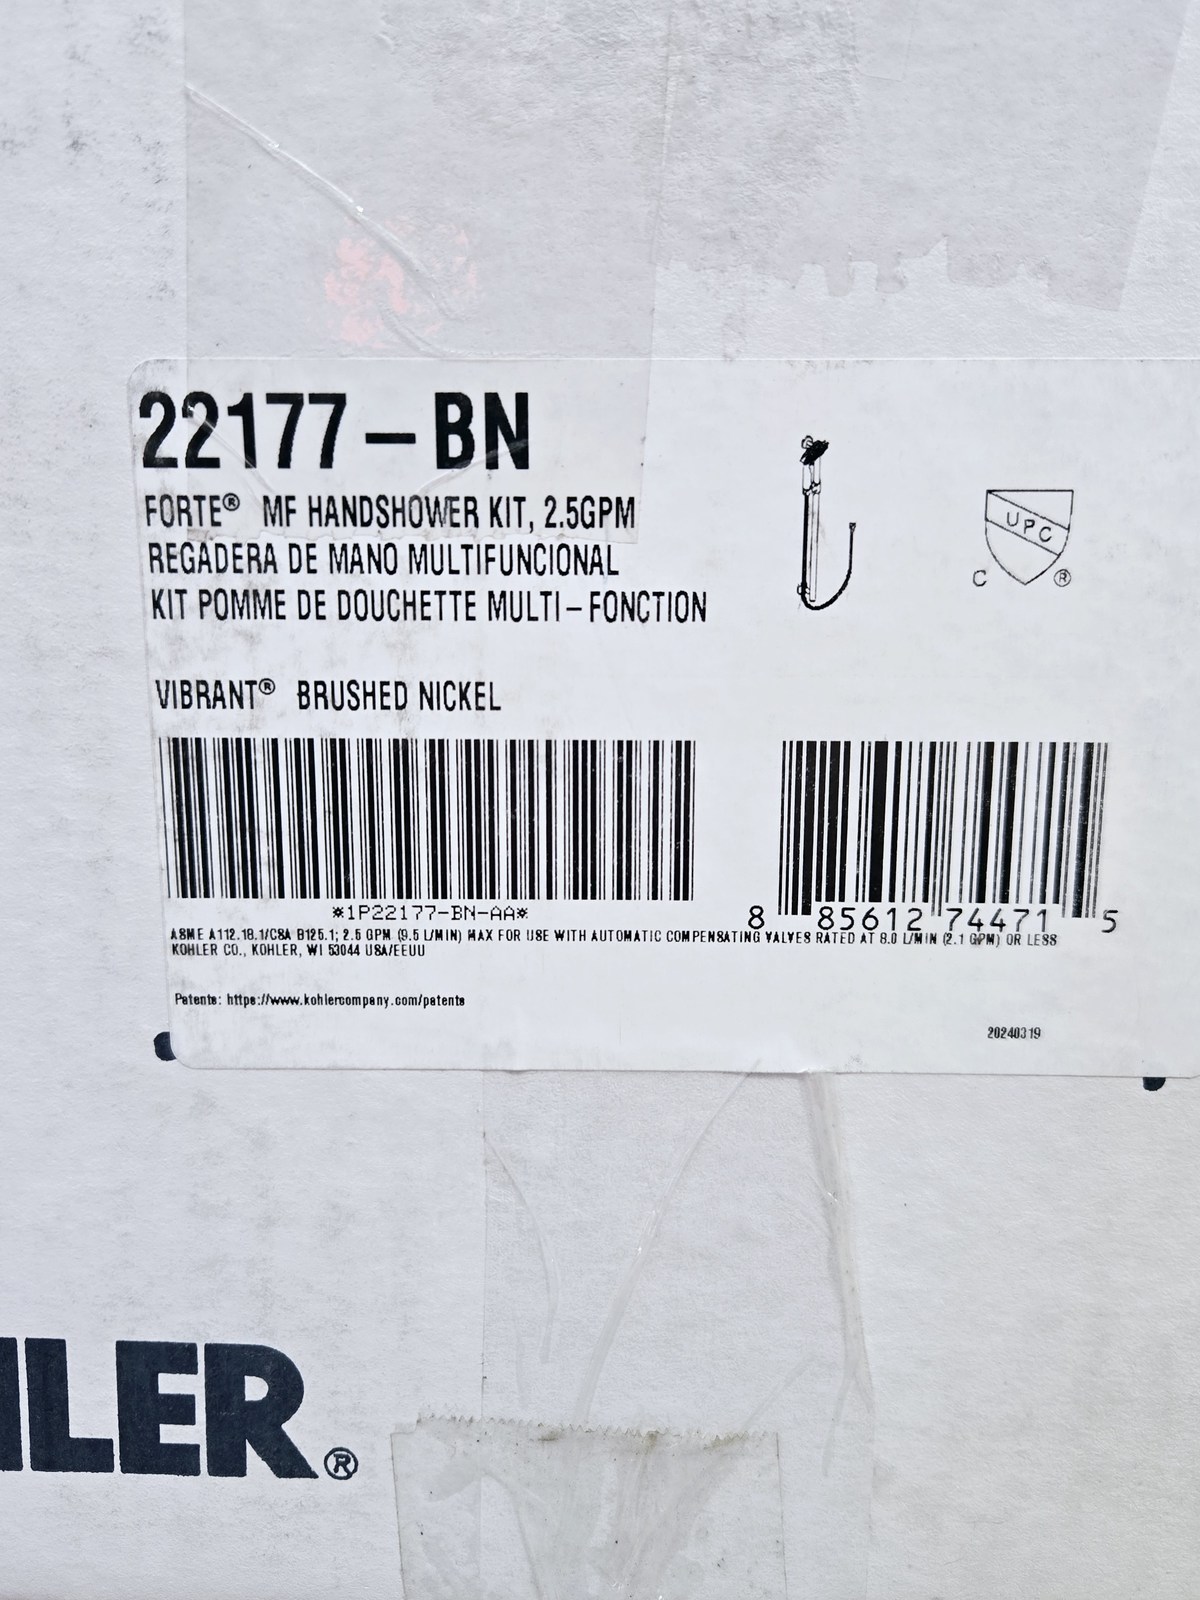 22177-BN
FORTE® MF HANDSHOWER KIT, 2.5GPM
REGADERA DE MANO MULTIFUNCIONAL
KIT POMME DE DOUCHETTE MULTI-FONCTION
UPC
C ®
VIBRANT® BRUSHED NICKEL
*1P22177-BN-AA*
8 85612 74471 5
ASME A112.18.1/CSA B125.1; 2.5 GPM (9.5 L/MIN) MAX FOR USE WITH AUTOMATIC COMPENSATING VALVES RATED AT 8.0 L/MIN (2.1 GPM) OR LESS
KOHLER CO., KOHLER, WI 53044 USA/EEUU
Patents: https://www.kohlercompany.com/patents
20240319
LER®